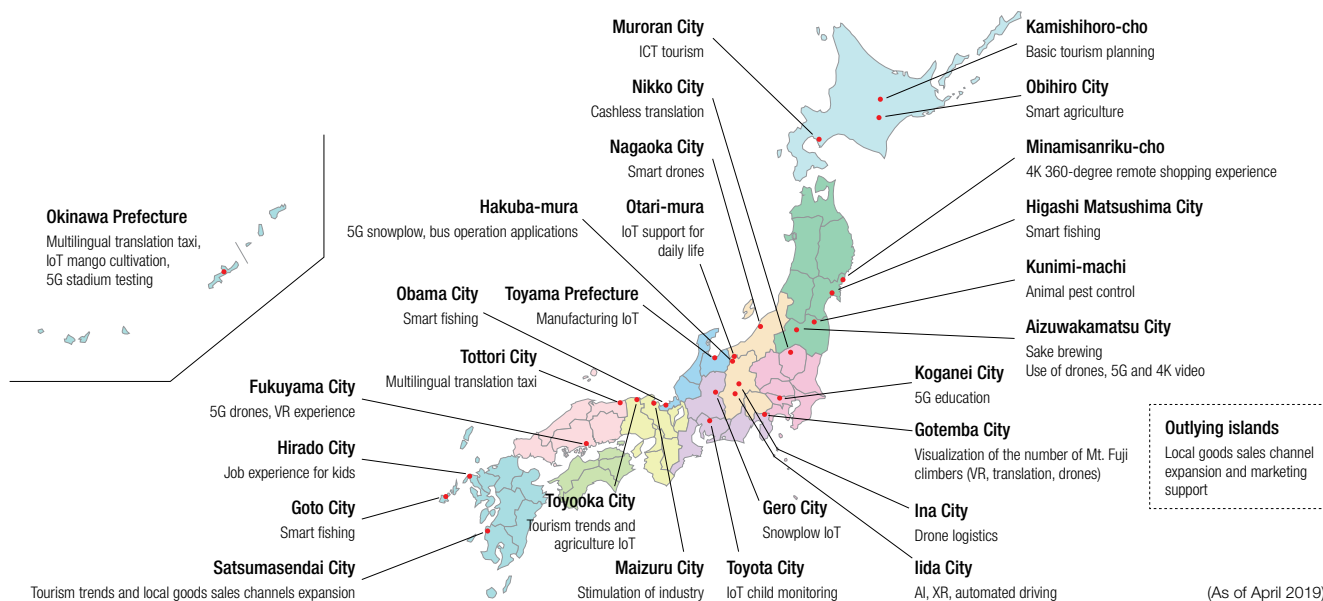 Muroran City
ICT tourism
Nikko City
Cashless translation
Nagaoka City
Smart drones
Hakuba-mura
5G snowplow, bus operation applications
Otari-mura
IoT support for
daily life
Obama City
Smart fishing
Toyama Prefecture
Manufacturing IoT
Tottori City
Multilingual translation taxi
Fukuyama City
5G drones, VR experience
Hirado City
Job experience for kids
Goto City
Smart fishing
Satsumasendai City
Tourism trends and local goods sales channels expansion
Okinawa Prefecture
Multilingual translation taxi,
IoT mango cultivation,
5G stadium testing
Toyooka City
Tourism trends and
agriculture IoT
Maizuru City
Stimulation of industry
Toyota City
IoT child monitoring
Gero City
Snowplow IoT
Kamishihoro-cho
Basic tourism planning
Obihiro City
Smart agriculture
Minamisanriku-cho
4K 360-degree remote shopping experience
Higashi Matsushima City
Smart fishing
Kunimi-machi
Animal pest control
Aizuwakamatsu City
Sake brewing
Use of drones, 5G and 4K video
Koganei City
5G education
Gotemba City
Visualization of the number of Mt. Fuji
climbers (VR, translation, drones)
Ina City
Drone logistics
Iida City
AI, XR, automated driving
Outlying islands
Local goods sales channel
expansion and marketing
support
(As of April 2019)